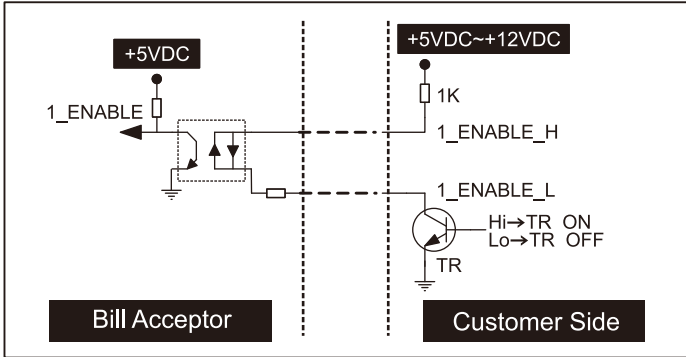 +5VDC
1_ENABLE
Bill Acceptor
+5VDC~+12VDC
1K
1_ENABLE_H
1_ENABLE_L
Hi→TR ON
Lo→TR OFF
TR
Customer Side